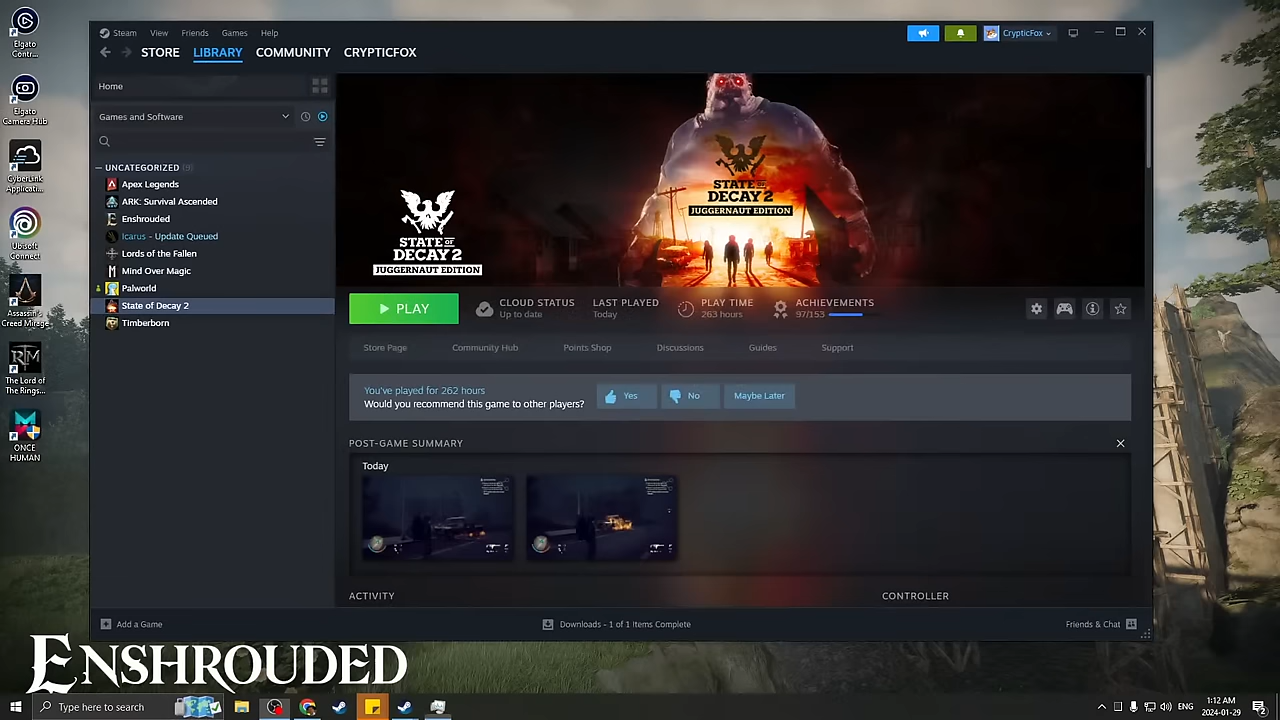 Elgato
Contr...
Elgato
Camera Hub
CyberLink
Applicati...
Ubisoft
Connect
Assassin's
Creed Mirage
The Lord of
The Rings...
ONCE
HUMAN
Steam View Friends Games Help
CrypticFox
STORE LIBRARY COMMUNITY CRYPTICFOX
Home
Games and Software
UNCATEGORIZED (9)
Apex Legends
ARK: Survival Ascended
Enshrouded
Icarus - Update Queued
Lords of the Fallen
Mind Over Magic
Palworld
State of Decay 2
Timberborn
STATE OF
DECAY 2
JUGGERNAUT EDITION
STATE OF
DECAY 2
JUGGERNAUT EDITION
PLAY
CLOUD STATUS
Up to date
LAST PLAYED
Today
PLAY TIME
263 hours
ACHIEVEMENTS
97/153
Store Page Community Hub Points Shop Discussions Guides Support
You've played for 262 hours
Would you recommend this game to other players?
Yes No Maybe Later
POST-GAME SUMMARY
Today
ACTIVITY
CONTROLLER
Add a Game
Downloads - 1 of 1 Items Complete
Friends & Chat
ENSHROUDED
Type here to search
ENG
1:12 AM
2024-01-29
2